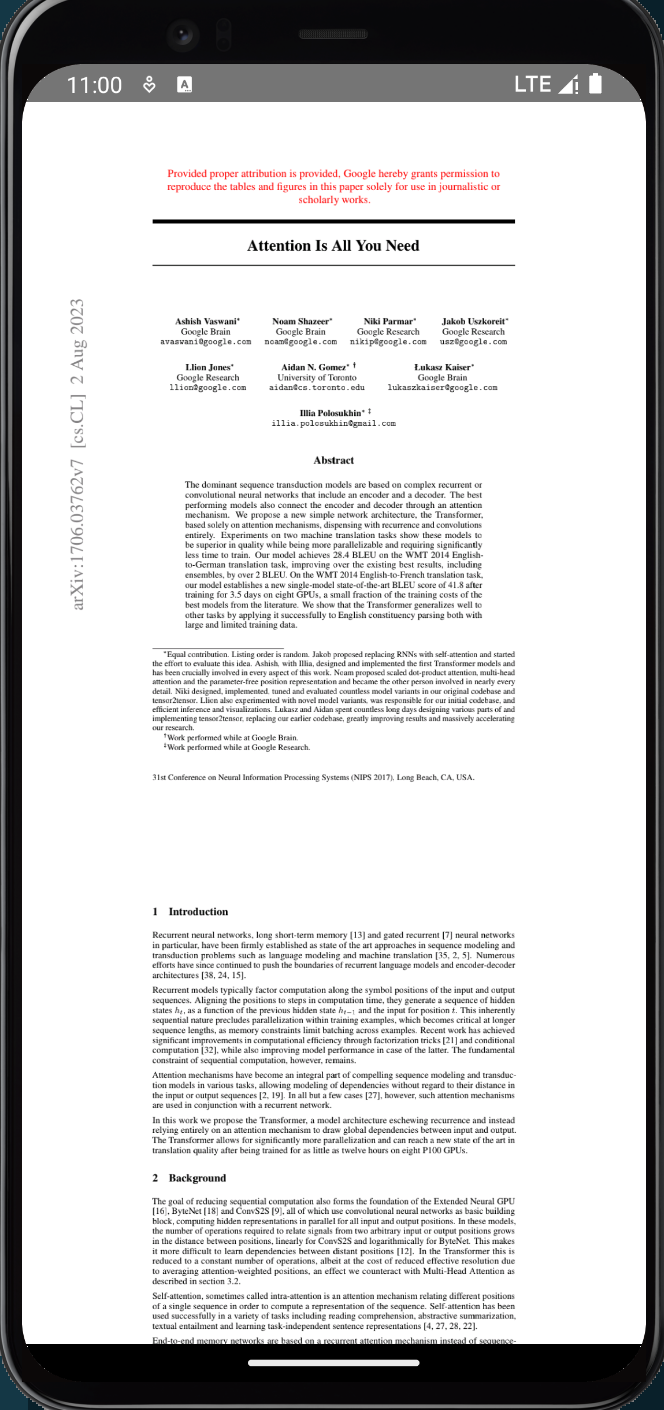 11:00
LTE
Provided proper attribution is provided, Google hereby grants permission to
reproduce the tables and figures in this paper solely for use in journalistic or
scholarly works.
Attention Is All You Need
arXiv:1706.03762v7 [cs.CL] 2 Aug 2023
Ashish Vaswani* Noam Shazeer* Niki Parmar* Jakob Uszkoreit*
Google Brain Google Brain Google Research Google Research
avaswani@google.com noam@google.com nikip@google.com usz@google.com
Llion Jones* Aidan N. Gomez* † Łukasz Kaiser*
Google Research University of Toronto Google Brain
llion@google.com aidan@cs.toronto.edu lukaszkaiser@google.com
Illia Polosukhin* ‡
illia.polosukhin@gmail.com
Abstract
The dominant sequence transduction models are based on complex recurrent or
convolutional neural networks that include an encoder and a decoder. The best
performing models also connect the encoder and decoder through an attention
mechanism. We propose a new simple network architecture, the Transformer,
based solely on attention mechanisms, dispensing with recurrence and convolutions
entirely. Experiments on two machine translation tasks show these models to
be superior in quality while being more parallelizable and requiring significantly
less time to train. Our model achieves 28.4 BLEU on the WMT 2014 English-
to-German translation task, improving over the existing best results, including
ensembles, by over 2 BLEU. On the WMT 2014 English-to-French translation task,
our model establishes a new single-model state-of-the-art BLEU score of 41.8 after
training for 3.5 days on eight GPUs, a small fraction of the training costs of the
best models from the literature. We show that the Transformer generalizes well to
other tasks by applying it successfully to English constituency parsing both with
large and limited training data.
*Equal contribution. Listing order is random. Jakob proposed replacing RNNs with self-attention and started
the effort to evaluate this idea. Ashish, with Illia, designed and implemented the first Transformer models and
has been crucially involved in every aspect of this work. Noam proposed scaled dot-product attention, multi-head
attention and the parameter-free position representation and became the other person involved in nearly every
detail. Niki designed, implemented, tuned and evaluated countless model variants in our original codebase and
tensor2tensor. Llion also experimented with novel model variants, was responsible for our initial codebase, and
efficient inference and visualizations. Lukasz and Aidan spent countless long days designing various parts of and
implementing tensor2tensor, replacing our earlier codebase, greatly improving results and massively accelerating
our research.
†Work performed while at Google Brain.
‡Work performed while at Google Research.
31st Conference on Neural Information Processing Systems (NIPS 2017), Long Beach, CA, USA.
1 Introduction
Recurrent neural networks, long short-term memory [13] and gated recurrent [7] neural networks
in particular, have been firmly established as state of the art approaches in sequence modeling and
transduction problems such as language modeling and machine translation [35, 2, 5]. Numerous
efforts have since continued to push the boundaries of recurrent language models and encoder-decoder
architectures [38, 24, 15].
Recurrent models typically factor computation along the symbol positions of the input and output
sequences. Aligning the positions to steps in computation time, they generate a sequence of hidden
states hₜ, as a function of the previous hidden state hₜ₋₁ and the input for position t. This inherently
sequential nature precludes parallelization within training examples, which becomes critical at longer
sequence lengths, as memory constraints limit batching across examples. Recent work has achieved
significant improvements in computational efficiency through factorization tricks [21] and conditional
computation [32], while also improving model performance in case of the latter. The fundamental
constraint of sequential computation, however, remains.
Attention mechanisms have become an integral part of compelling sequence modeling and transduc-
tion models in various tasks, allowing modeling of dependencies without regard to their distance in
the input or output sequences [2, 19]. In all but a few cases [27], however, such attention mechanisms
are used in conjunction with a recurrent network.
In this work we propose the Transformer, a model architecture eschewing recurrence and instead
relying entirely on an attention mechanism to draw global dependencies between input and output.
The Transformer allows for significantly more parallelization and can reach a new state of the art in
translation quality after being trained for as little as twelve hours on eight P100 GPUs.
2 Background
The goal of reducing sequential computation also forms the foundation of the Extended Neural GPU
[16], ByteNet [18] and ConvS2S [9], all of which use convolutional neural networks as basic building
block, computing hidden representations in parallel for all input and output positions. In these models,
the number of operations required to relate signals from two arbitrary input or output positions grows
in the distance between positions, linearly for ConvS2S and logarithmically for ByteNet. This makes
it more difficult to learn dependencies between distant positions [12]. In the Transformer this is
reduced to a constant number of operations, albeit at the cost of reduced effective resolution due
to averaging attention-weighted positions, an effect we counteract with Multi-Head Attention as
described in section 3.2.
Self-attention, sometimes called intra-attention is an attention mechanism relating different positions
of a single sequence in order to compute a representation of the sequence. Self-attention has been
used successfully in a variety of tasks including reading comprehension, abstractive summarization,
textual entailment and learning task-independent sentence representations [4, 27, 28, 22].
End-to-end memory networks are based on a recurrent attention mechanism instead of sequence-